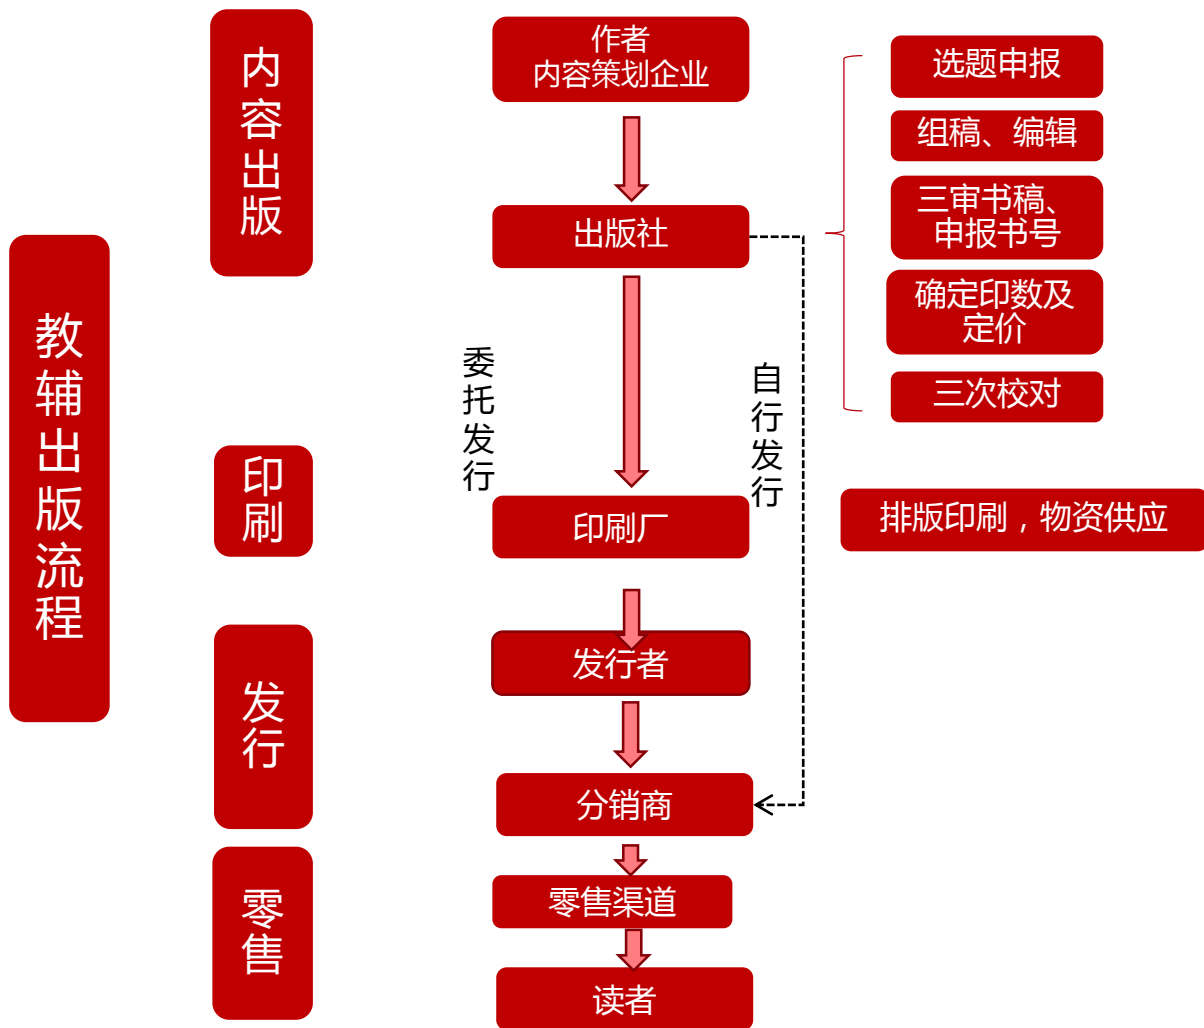 教辅出版流程
内容出版
印刷
发行
零售
作者
内容策划企业
出版社
委托发行
自行发行
印刷厂
发行者
分销商
零售渠道
读者
选题申报
组稿、编辑
三审书稿、
申报书号
确定印数及
定价
三次校对
排版印刷，物资供应